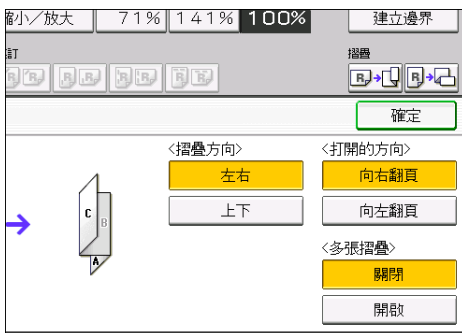 縮小/放大 71% 141% 100% 建立邊界
訂 摺疊
B B B B B B B B
確定
<摺疊方向> <打開的方向>
左右 向右翻頁
上下 向左翻頁
C
B
A
<多張摺疊>
關閉
開啟